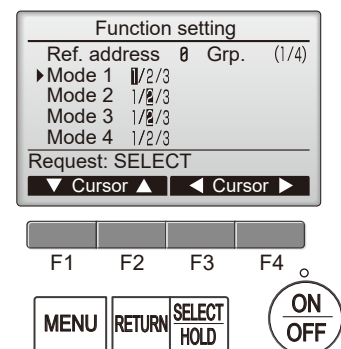 Function setting
Ref. address 0 Grp. (1/4)
▶Mode 1 1/2/3
Mode 2 1/2/3
Mode 3 1/2/3
Mode 4 1/2/3
Request: SELECT
▼ Cursor ▲ ◀ Cursor ▶
F1 F2 F3 F4
MENU RETURN SELECT HOLD ON OFF